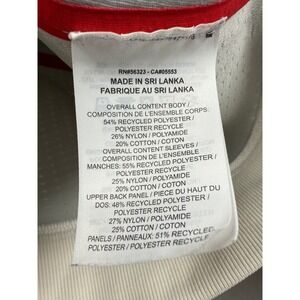 RN#56323 - CA#05553
MADE IN SRI LANKA
FABRIQUE AU SRI LANKA
OVERALL CONTENT BODY /
COMPOSITION DE L'ENSEMBLE CORPS:
54% RECYCLED POLYESTER /
POLYESTER RECYCLE
26% NYLON / POLYAMIDE
20% COTTON / COTON
OVERALL CONTENT SLEEVES /
COMPOSITION DE L'ENSEMBLE
MANCHES: 55% RECYCLED POLYESTER /
POLYESTER RECYCLE
25% NYLON / POLYAMIDE
20% COTTON / COTON
UPPER BACK PANEL / PIECE DU HAUT DU
DOS: 48% RECYCLED POLYESTER /
POLYESTER RECYCLE
27% NYLON / POLYAMIDE
25% COTTON / COTON
PANELS / PANNEAUX: 51% RECYCLED
POLYESTER / POLYESTER RECYCLE